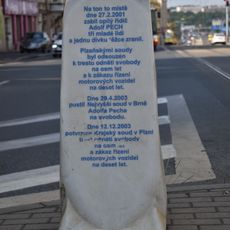 Na tom to místě
dne 27.2.2001
zabil opilý řidič
Adolf PECH
tři mladé lidi
a jednu dívku těžce zranil.
Plzeňskými soudy
byl odsouzen
k trestu odnětí svobody
na osm let
a k zákazu řízení
motorových vozidel
na deset let.
Dne 29.4.2003
pustil Nejvyšší soud v Brně
Adolfa Pecha
na svobodu.
Dne 12.12.2003
potvrzuje Krajský soud v Plzni
odnětí svobody
na osm let
a zákaz řízení
motorových vozidel
na deset let.